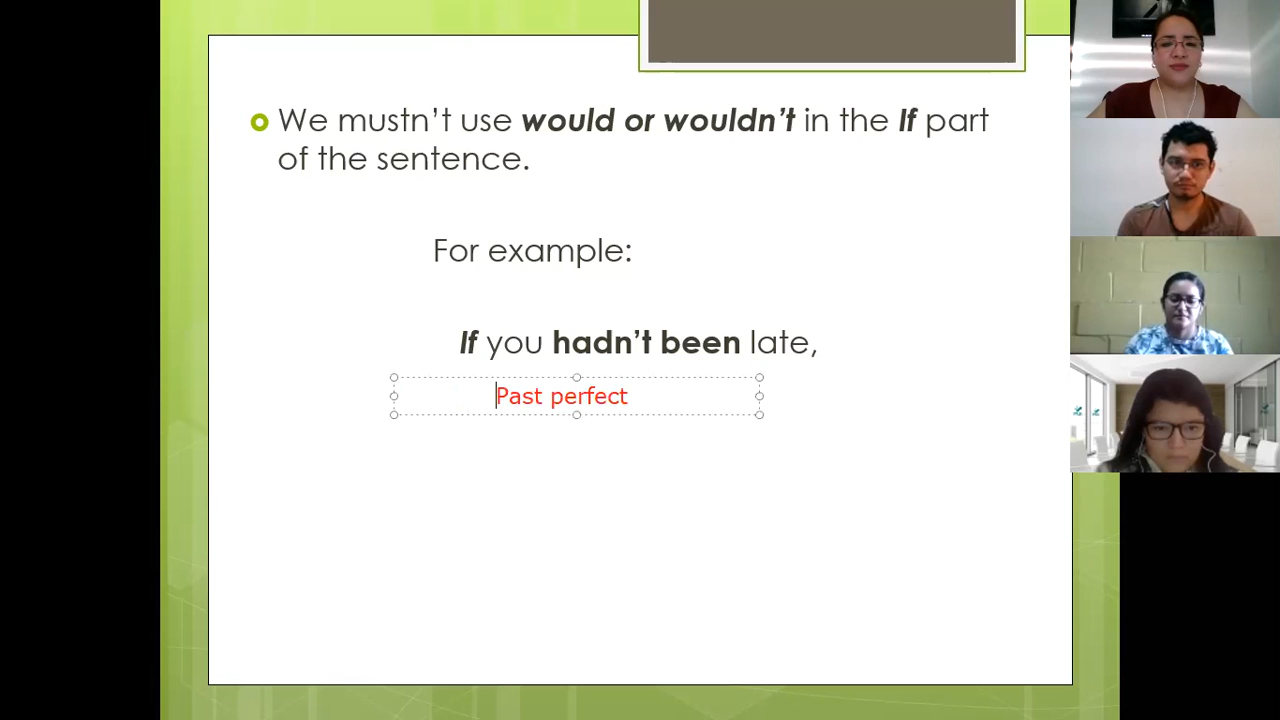 We mustn’t use would or wouldn’t in the If part
of the sentence.
For example:
If you hadn’t been late,
Past perfect